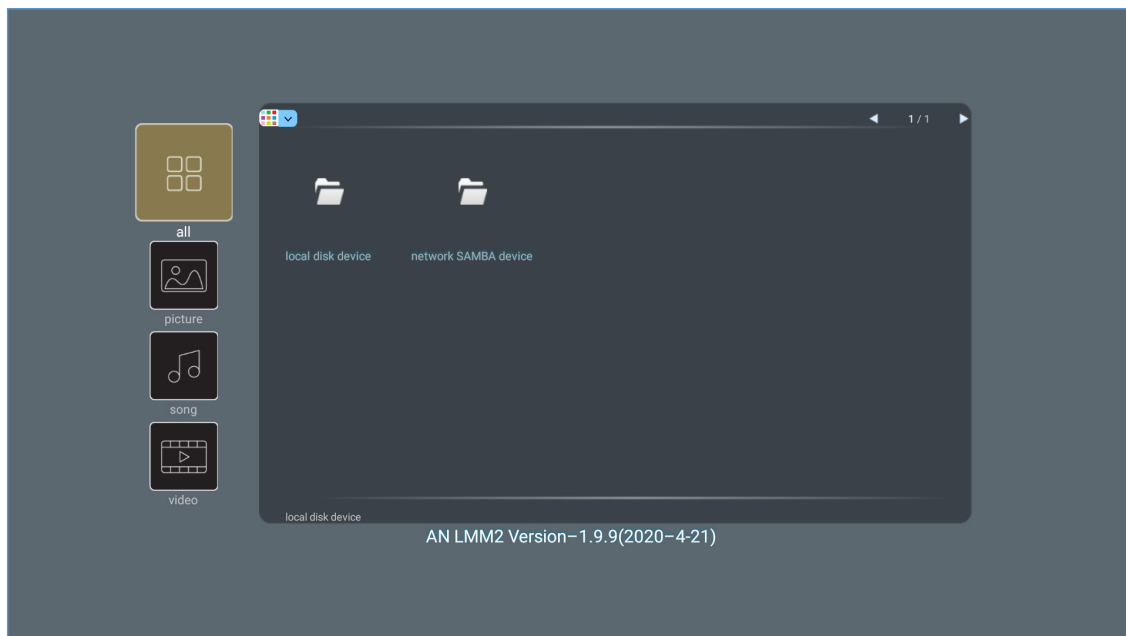 1 / 1
all
local disk device
network SAMBA device
picture
song
video
local disk device
AN LMM2 Version–1.9.9(2020–4-21)